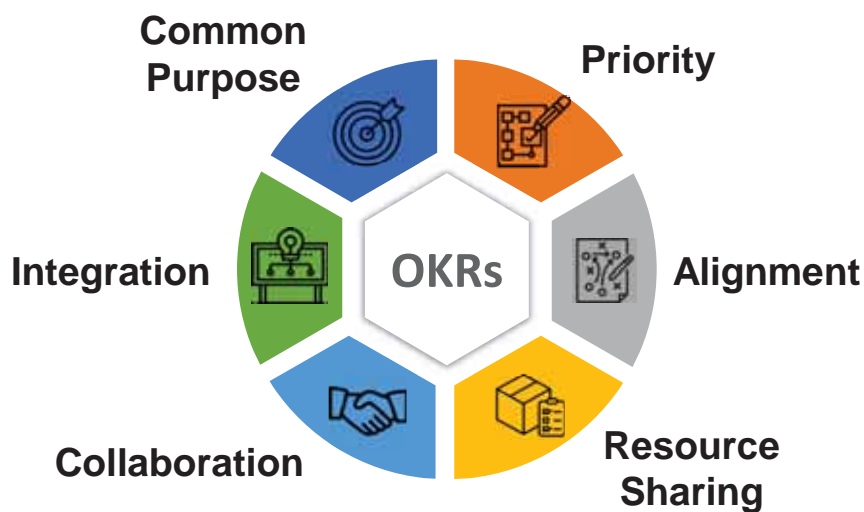 Common
Purpose
Priority
Integration
OKRs
Alignment
Collaboration
Resource
Sharing